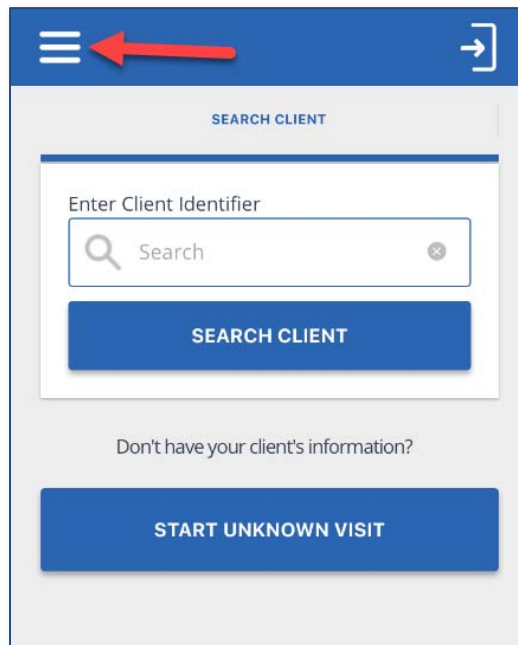 SEARCH CLIENT
Enter Client Identifier
Search
SEARCH CLIENT
Don't have your client's information?
START UNKNOWN VISIT